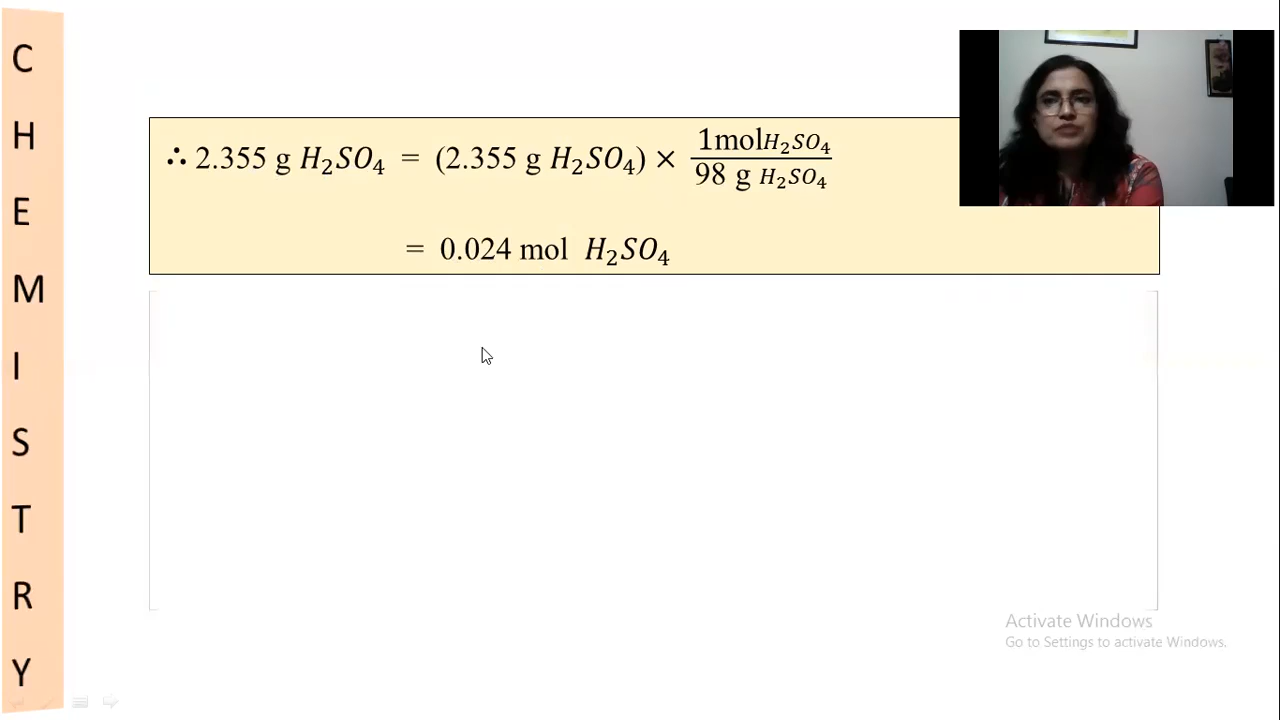 C
H
E
M
I
S
T
R
Y
∴ 2.355 g H₂SO₄ = (2.355 g H₂SO₄) × 1molH₂SO₄ / 98 g H₂SO₄
= 0.024 mol H₂SO₄
Activate Windows
Go to Settings to activate Windows.